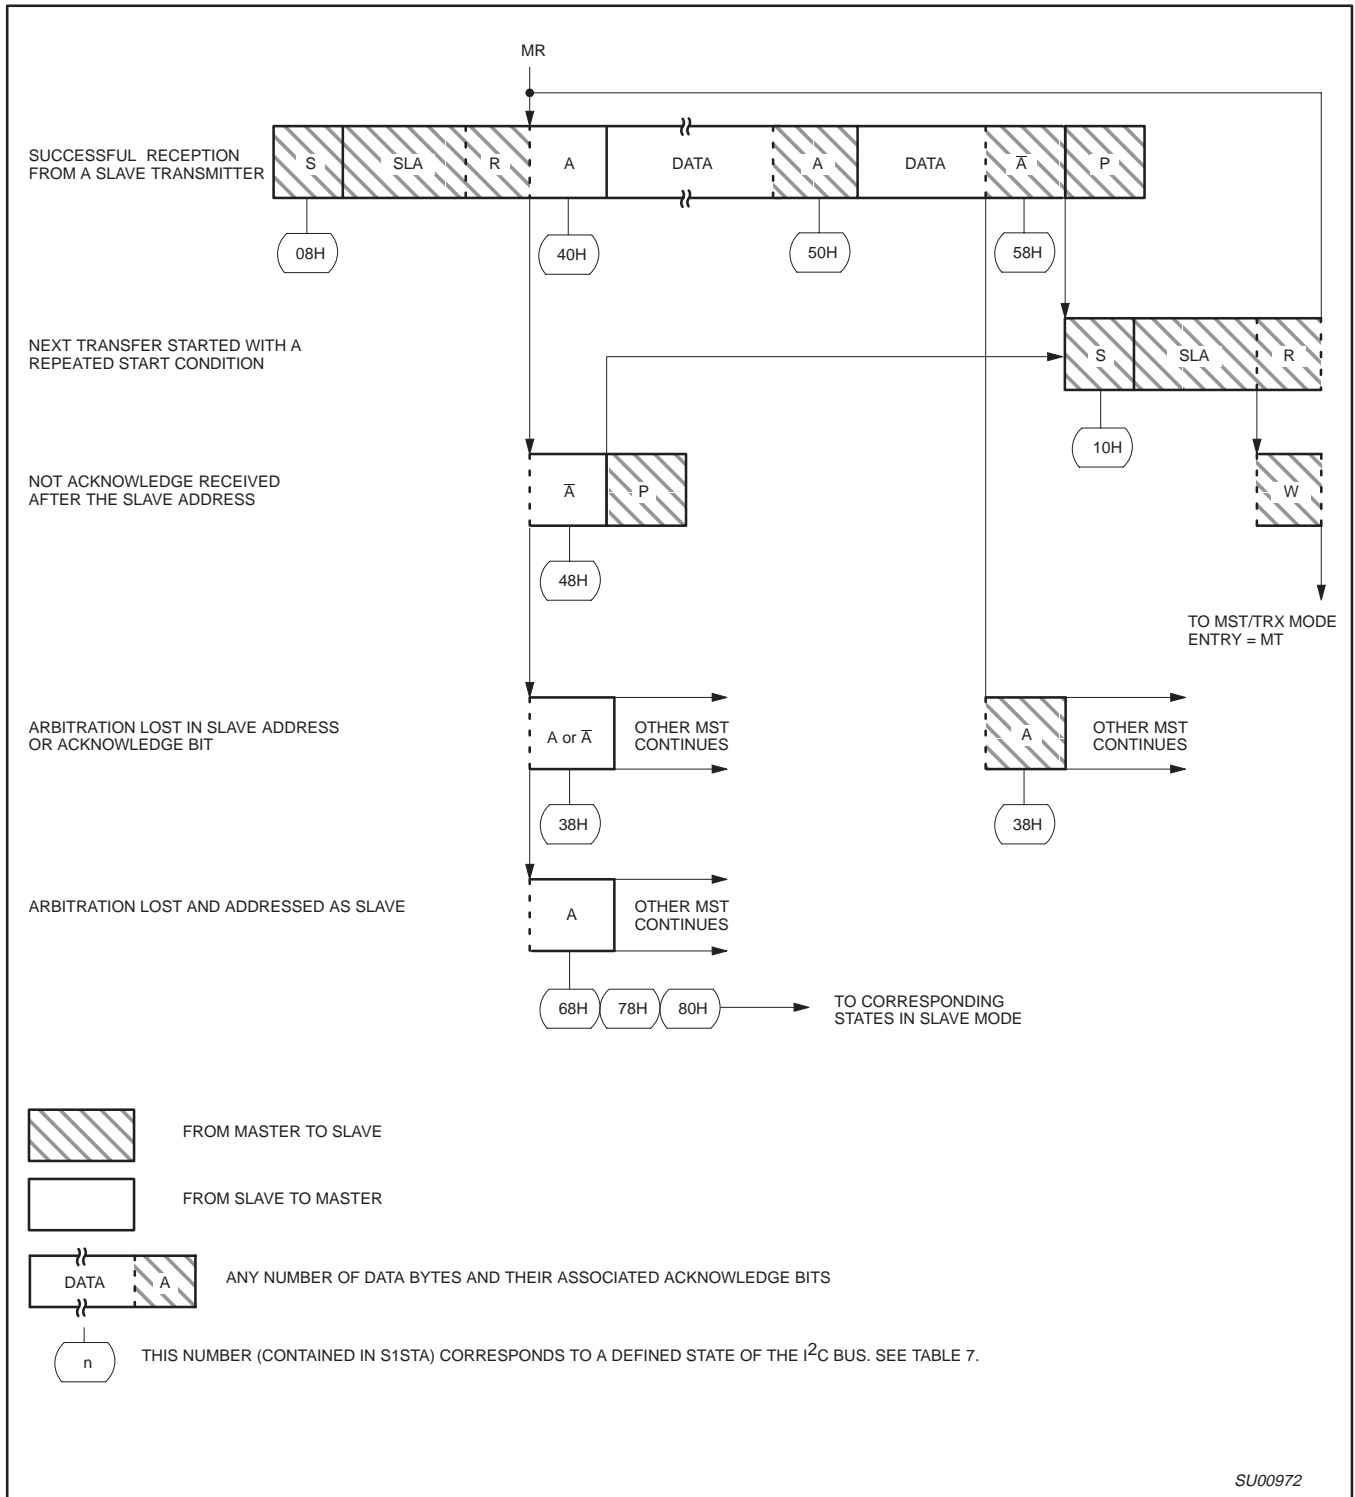 MR
SUCCESSFUL RECEPTION
FROM A SLAVE TRANSMITTER
S SLA R A DATA A DATA A̅ P
08H 40H 50H 58H
NEXT TRANSFER STARTED WITH A
REPEATED START CONDITION
S SLA R
10H
NOT ACKNOWLEDGE RECEIVED
AFTER THE SLAVE ADDRESS
A̅ P
W
48H
TO MST/TRX MODE
ENTRY = MT
ARBITRATION LOST IN SLAVE ADDRESS
OR ACKNOWLEDGE BIT
A or A̅
OTHER MST
CONTINUES
A
OTHER MST
CONTINUES
38H 38H
ARBITRATION LOST AND ADDRESSED AS SLAVE
A
OTHER MST
CONTINUES
68H 78H 80H
TO CORRESPONDING
STATES IN SLAVE MODE
FROM MASTER TO SLAVE
FROM SLAVE TO MASTER
DATA A
ANY NUMBER OF DATA BYTES AND THEIR ASSOCIATED ACKNOWLEDGE BITS
n
THIS NUMBER (CONTAINED IN S1STA) CORRESPONDS TO A DEFINED STATE OF THE I²C BUS. SEE TABLE 7.
SU00972